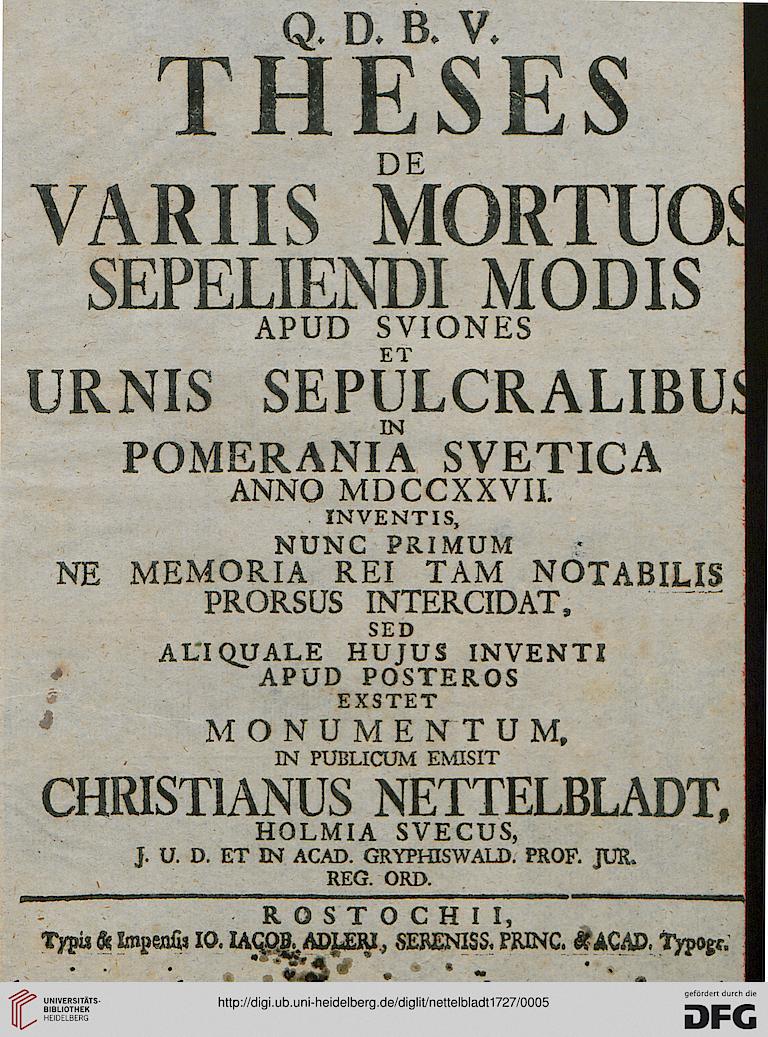 Q. D. B. V.
THESES
DE
VARIIS MORTUOS
SEPELIENDI MODIS
APUD SVIONES
ET
URNIS SEPULCRALIBUS
IN
POMERANIA SVETICA
ANNO MDCCXXVII.
INVENTIS,
NUNC PRIMUM
NE MEMORIA REI TAM NOTABILIS
PRORSUS INTERCIDAT,
SED
ALIQUALE HUJUS INVENTI
APUD POSTEROS
EXSTET
MONUMENTUM,
IN PUBLICUM EMISIT
CHRISTIANUS NETTELBLADT,
HOLMIA SVECUS,
J. U. D. ET IN ACAD. GRYPHISWALD. PROF. JUR.
REG. ORD.
ROSTOCHII,
Typis & Impensis IO. IACOB. ADLERI, SERENISS. PRINC. & ACAD. Typogr.
UNIVERSITÄTS-
BIBLIOTHEK
HEIDELBERG
http://digi.ub.uni-heidelberg.de/diglit/nettelbladt1727/0005
gefördert durch die
DFG